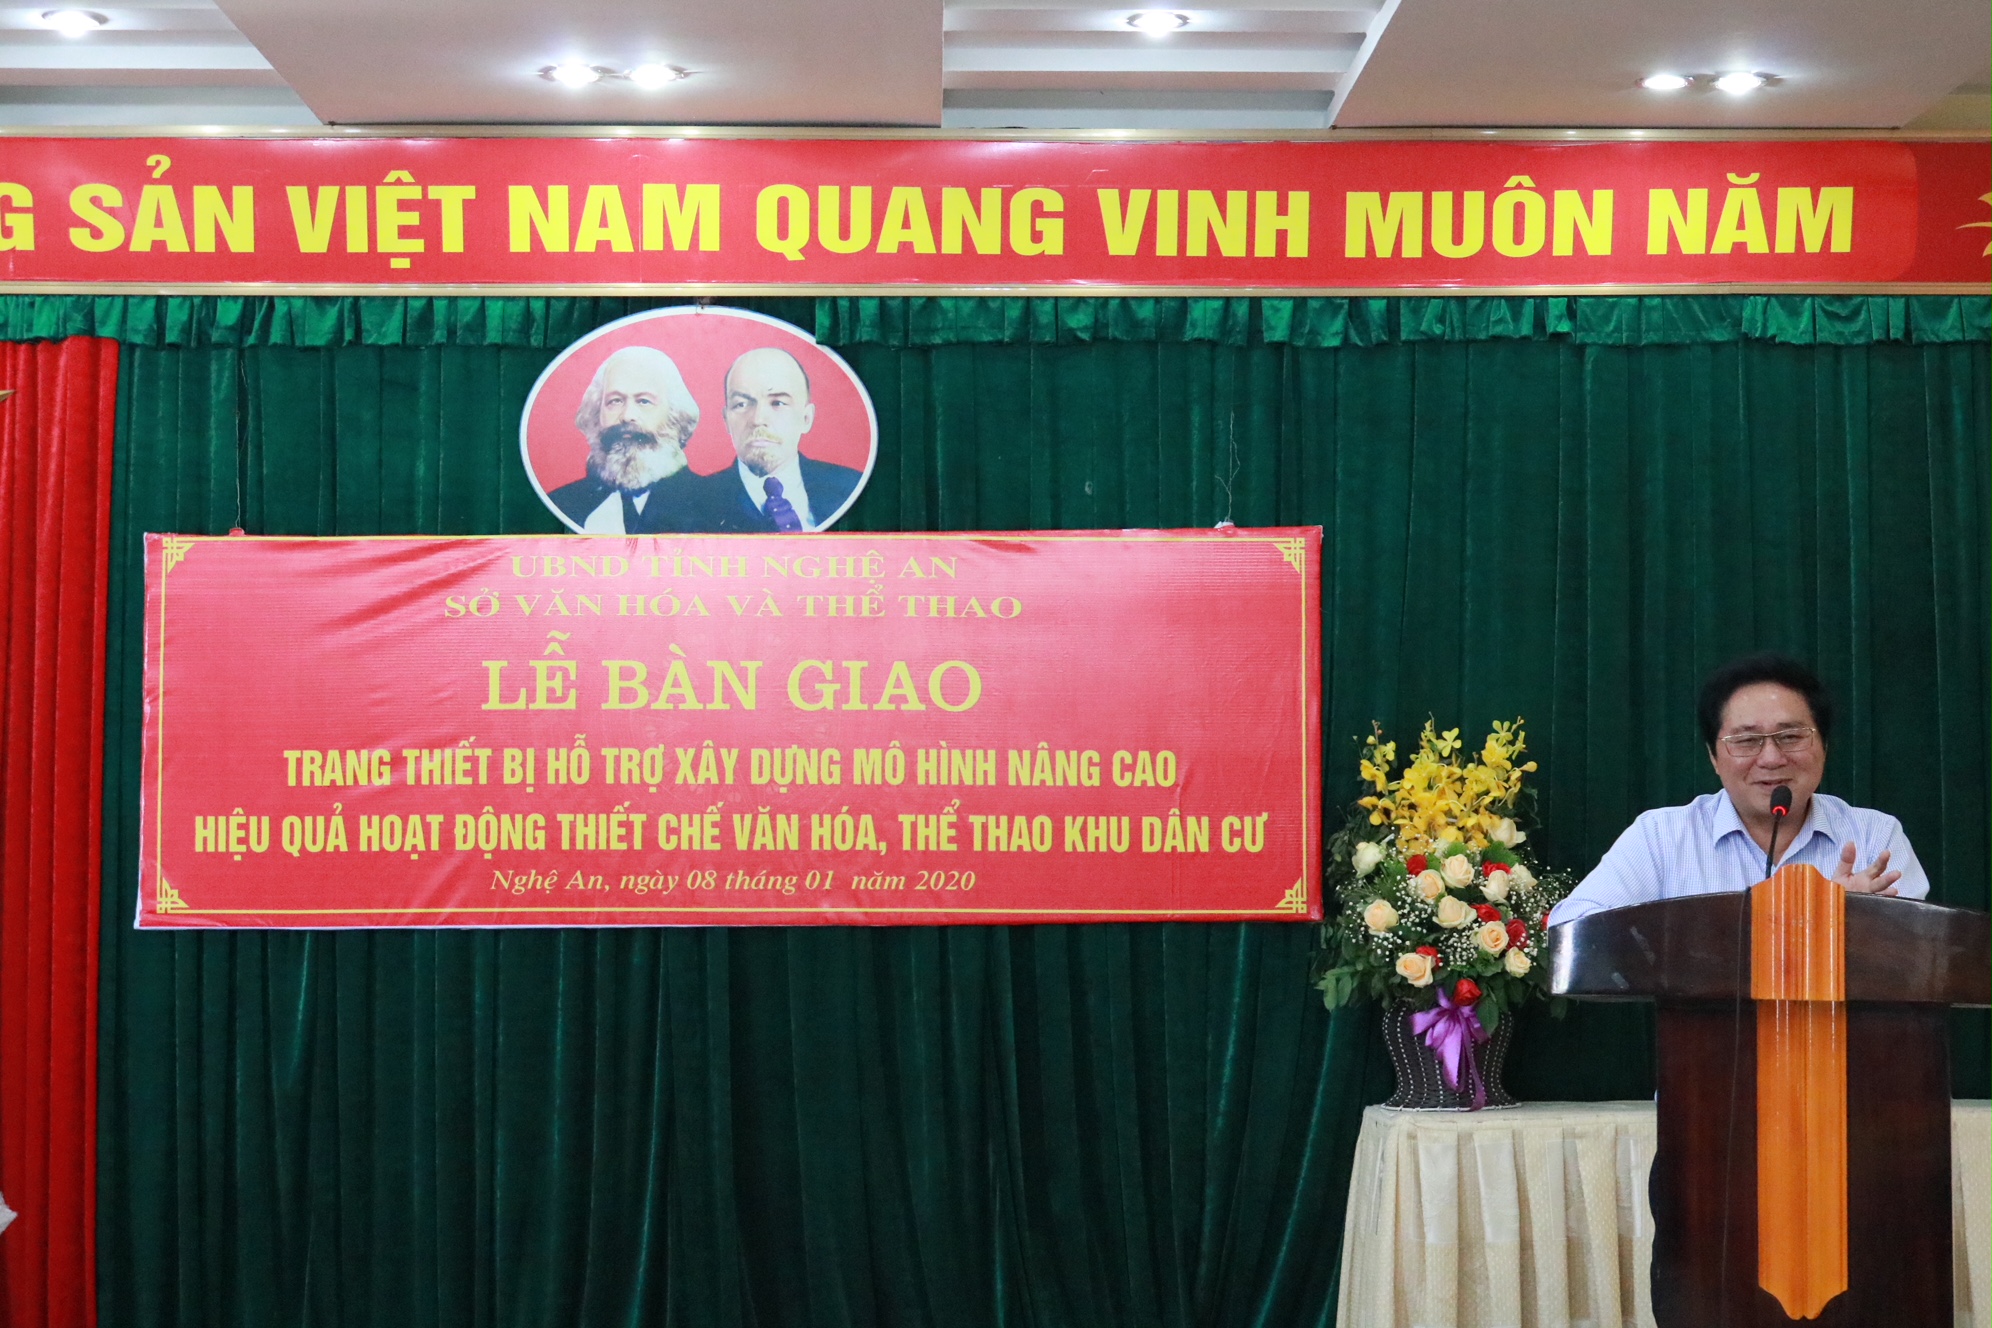 G SẢN VIỆT NAM QUANG VINH MUÔN NĂM
UBND TỈNH NGHỆ AN
SỞ VĂN HÓA VÀ THỂ THAO
LỄ BÀN GIAO
TRANG THIẾT BỊ HỖ TRỢ XÂY DỰNG MÔ HÌNH NÂNG CAO
HIỆU QUẢ HOẠT ĐỘNG THIẾT CHẾ VĂN HÓA, THỂ THAO KHU DÂN CƯ
Nghệ An, ngày 08 tháng 01 năm 2020